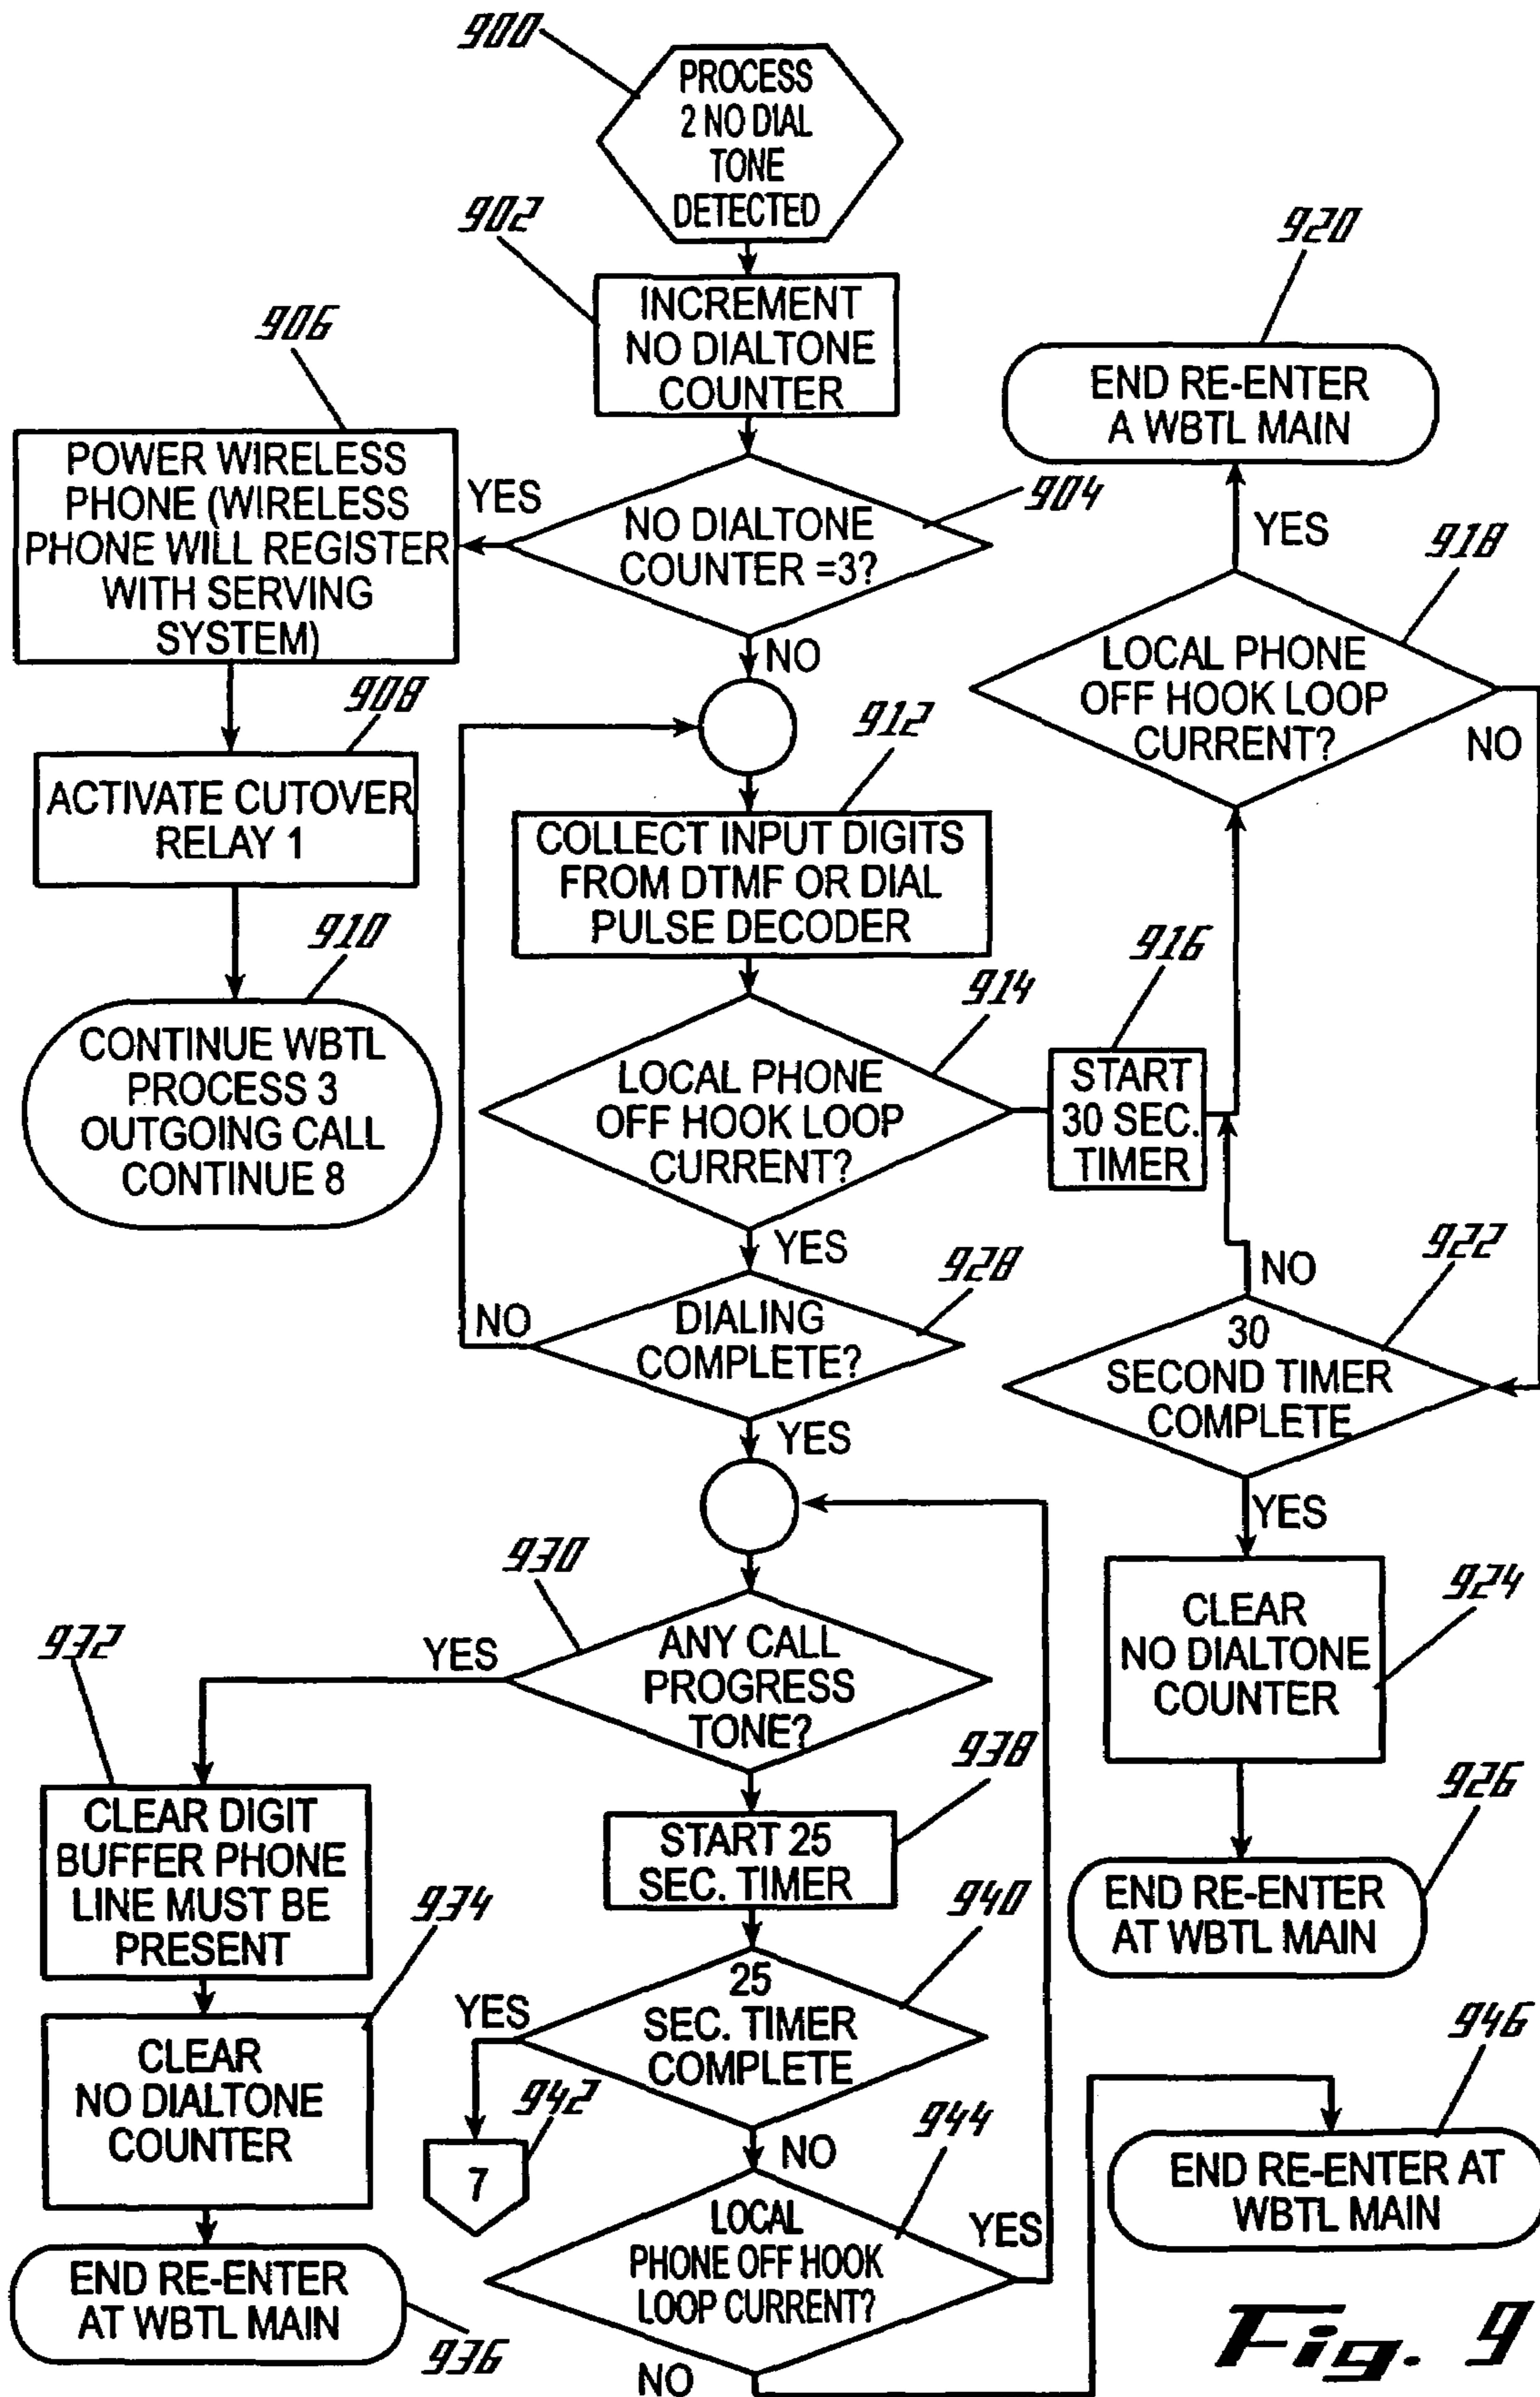 900
PROCESS
2 NO DIAL
TONE
DETECTED
902
INCREMENT
NO DIALTONE
COUNTER
904
NO DIALTONE
COUNTER =3?
YES
NO
906
POWER WIRELESS
PHONE (WIRELESS
PHONE WILL REGISTER
WITH SERVING
SYSTEM)
908
ACTIVATE CUTOVER
RELAY 1
910
CONTINUE WBTL
PROCESS 3
OUTGOING CALL
CONTINUE 8
912
COLLECT INPUT DIGITS
FROM DTMF OR DIAL
PULSE DECODER
914
LOCAL PHONE
OFF HOOK LOOP
CURRENT?
YES
916
START
30 SEC.
TIMER
918
LOCAL PHONE
OFF HOOK LOOP
CURRENT?
YES
NO
920
END RE-ENTER
A WBTL MAIN
922
NO
30
SECOND TIMER
COMPLETE
YES
924
CLEAR
NO DIALTONE
COUNTER
926
END RE-ENTER
AT WBTL MAIN
928
DIALING
COMPLETE?
NO
YES
930
ANY CALL
PROGRESS
TONE?
YES
932
CLEAR DIGIT
BUFFER PHONE
LINE MUST BE
PRESENT
934
CLEAR
NO DIALTONE
COUNTER
936
END RE-ENTER
AT WBTL MAIN
938
START 25
SEC. TIMER
940
25
SEC. TIMER
COMPLETE
YES
NO
942
7
944
LOCAL
PHONE OFF HOOK
LOOP CURRENT?
YES
NO
946
END RE-ENTER AT
WBTL MAIN
Fig. 9